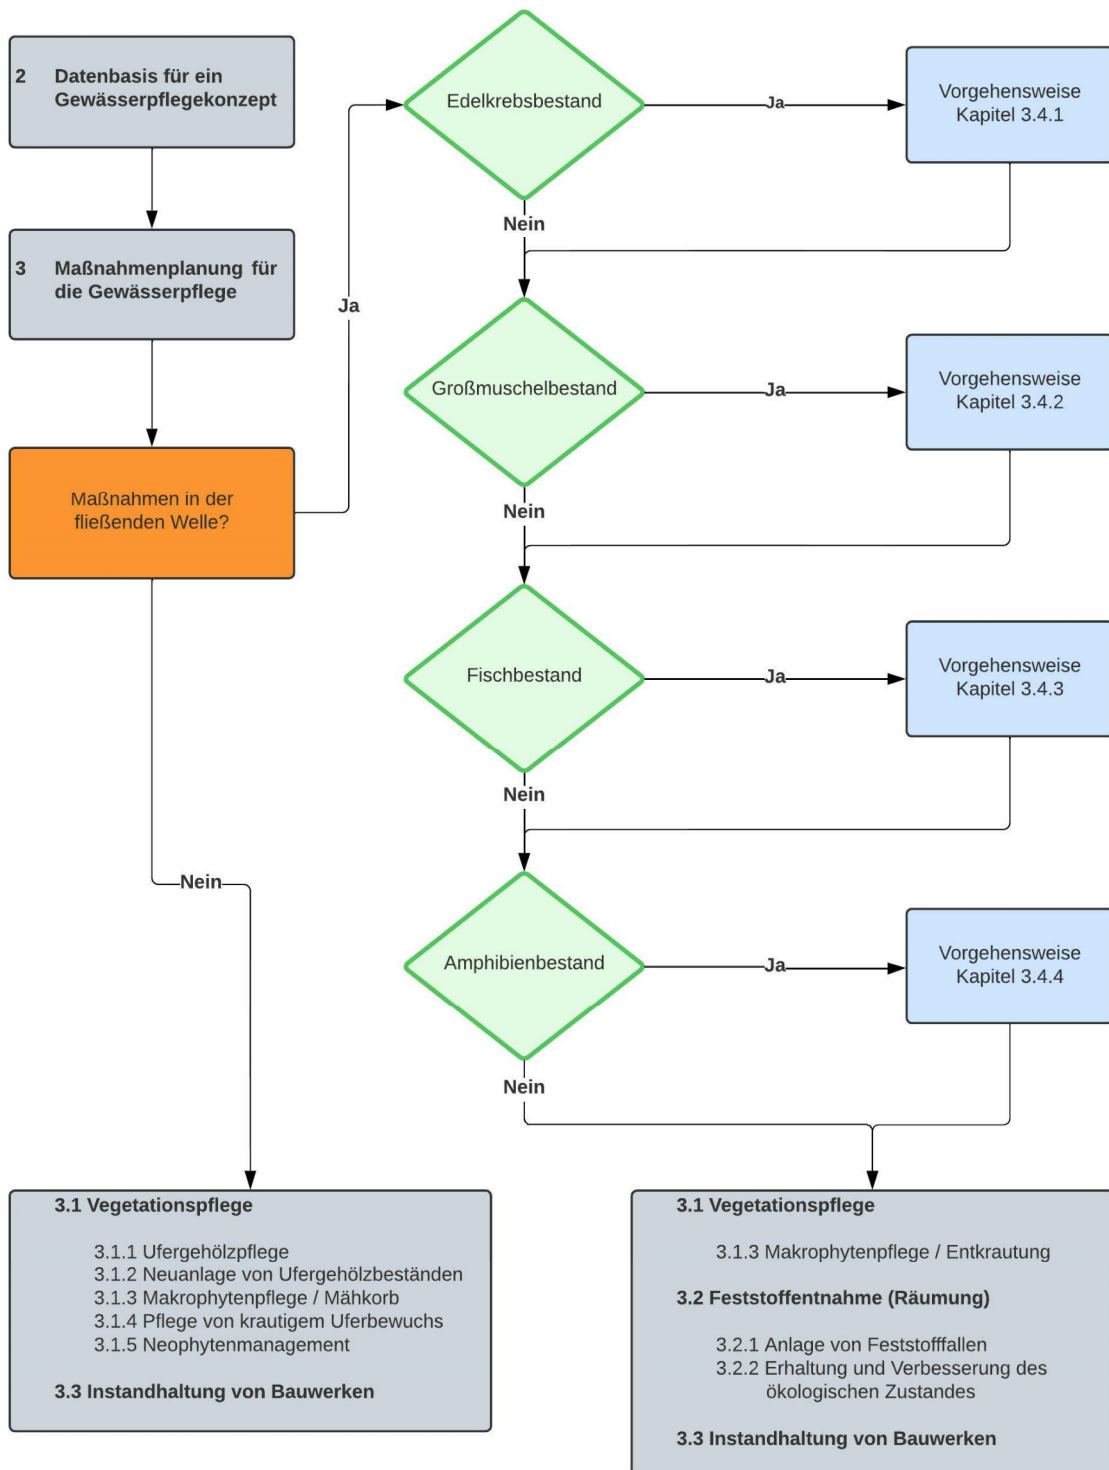 2 Datenbasis für ein
Gewässerpflegekonzept
3 Maßnahmenplanung für
die Gewässerpflege
Maßnahmen in der
fließenden Welle?
Ja
Nein
Edelkrebsbestand
Ja
Vorgehensweise
Kapitel 3.4.1
Nein
Großmuschelbestand
Ja
Vorgehensweise
Kapitel 3.4.2
Nein
Fischbestand
Ja
Vorgehensweise
Kapitel 3.4.3
Nein
Amphibienbestand
Ja
Vorgehensweise
Kapitel 3.4.4
Nein
3.1 Vegetationspflege
3.1.1 Ufergehölzpflege
3.1.2 Neuanlage von Ufergehölzbeständen
3.1.3 Makrophytenpflege / Mähkorb
3.1.4 Pflege von krautigem Uferbewuchs
3.1.5 Neophytenmanagement
3.3 Instandhaltung von Bauwerken
3.1 Vegetationspflege
3.1.3 Makrophytenpflege / Entkrautung
3.2 Feststoffentnahme (Räumung)
3.2.1 Anlage von Feststofffallen
3.2.2 Erhaltung und Verbesserung des
ökologischen Zustandes
3.3 Instandhaltung von Bauwerken